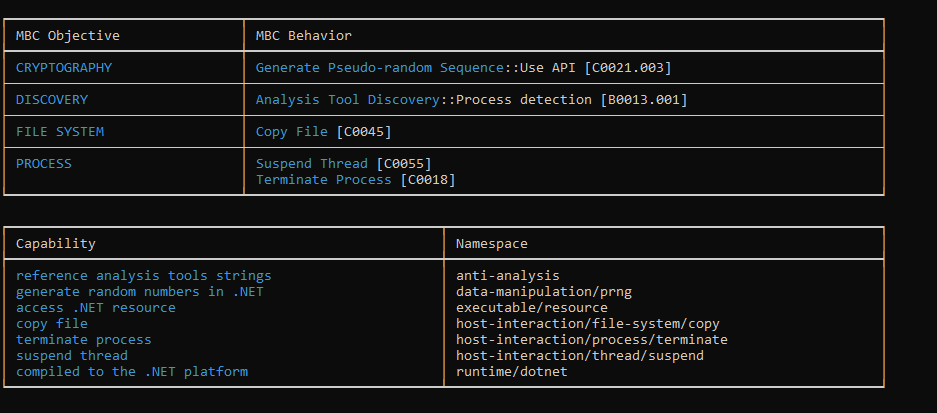 MBC Objective MBC Behavior
CRYPTOGRAPHY Generate Pseudo-random Sequence::Use API [C0021.003]
DISCOVERY Analysis Tool Discovery::Process detection [B0013.001]
FILE SYSTEM Copy File [C0045]
PROCESS Suspend Thread [C0055]
Terminate Process [C0018]
Capability Namespace
reference analysis tools strings anti-analysis
generate random numbers in .NET data-manipulation/prng
access .NET resource executable/resource
copy file host-interaction/file-system/copy
terminate process host-interaction/process/terminate
suspend thread host-interaction/thread/suspend
compiled to the .NET platform runtime/dotnet